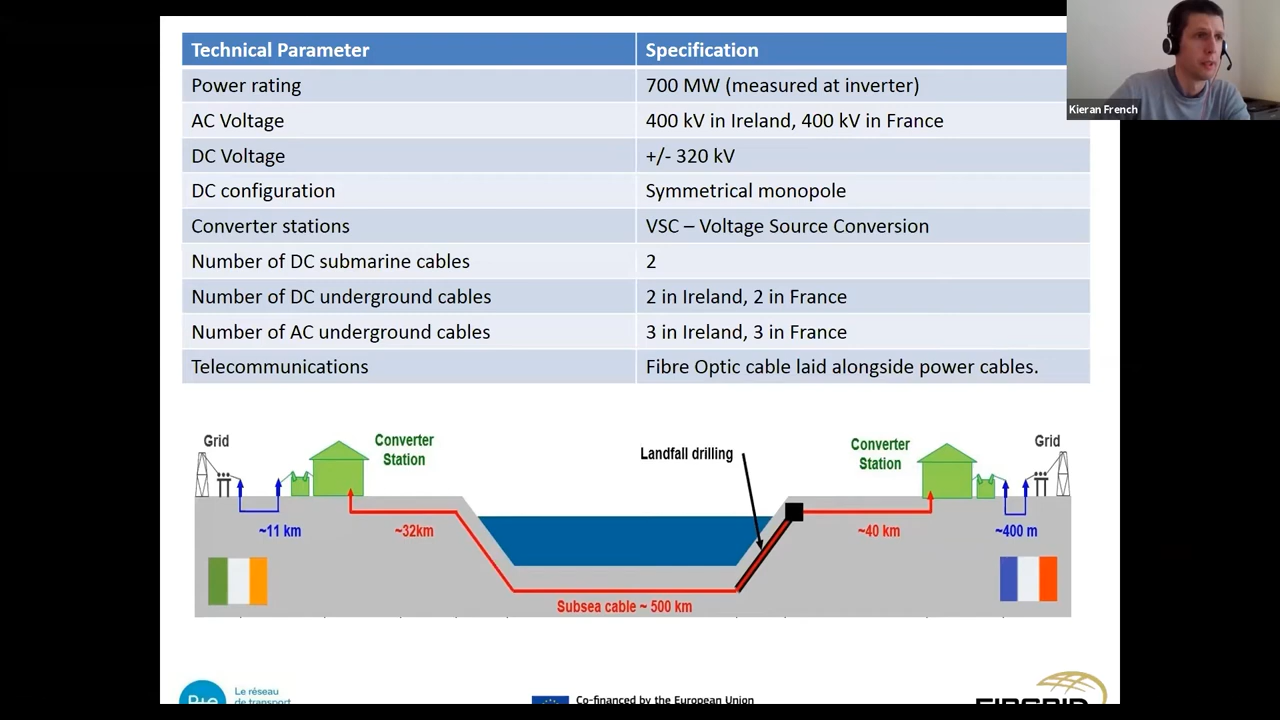 Technical Parameter Specification
Power rating 700 MW (measured at inverter)
AC Voltage 400 kV in Ireland, 400 kV in France
DC Voltage +/- 320 kV
DC configuration Symmetrical monopole
Converter stations VSC – Voltage Source Conversion
Number of DC submarine cables 2
Number of DC underground cables 2 in Ireland, 2 in France
Number of AC underground cables 3 in Ireland, 3 in France
Telecommunications Fibre Optic cable laid alongside power cables.
Kieran French
Grid
Converter
Station
Landfall drilling
Converter
Station
Grid
~11 km
~32km
~40 km
~400 m
Subsea cable ~ 500 km
Rte
Le réseau
de transport
Co-financed by the European Union
EIRGRID